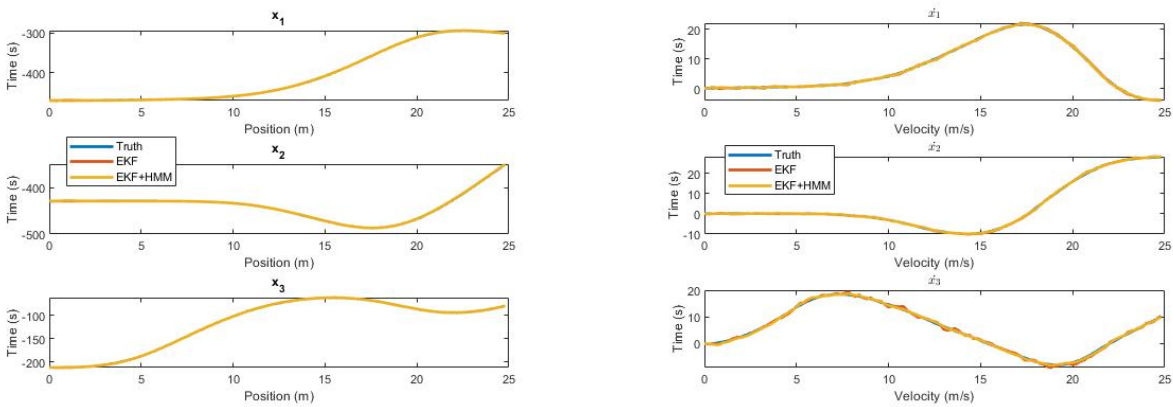 x1
-300
-400
Time (s)
0 5 10 15 20 25
Position (m)
Truth
EKF
EKF+HMM
x2
-400
-500
Time (s)
0 5 10 15 20 25
Position (m)
x3
-100
-150
-200
Time (s)
0 5 10 15 20 25
Position (m)
ẋ1
20
10
0
Time (s)
0 5 10 15 20 25
Velocity (m/s)
Truth
EKF
EKF+HMM
ẋ2
20
10
0
-10
Time (s)
0 5 10 15 20 25
Velocity (m/s)
ẋ3
20
10
0
Time (s)
0 5 10 15 20 25
Velocity (m/s)